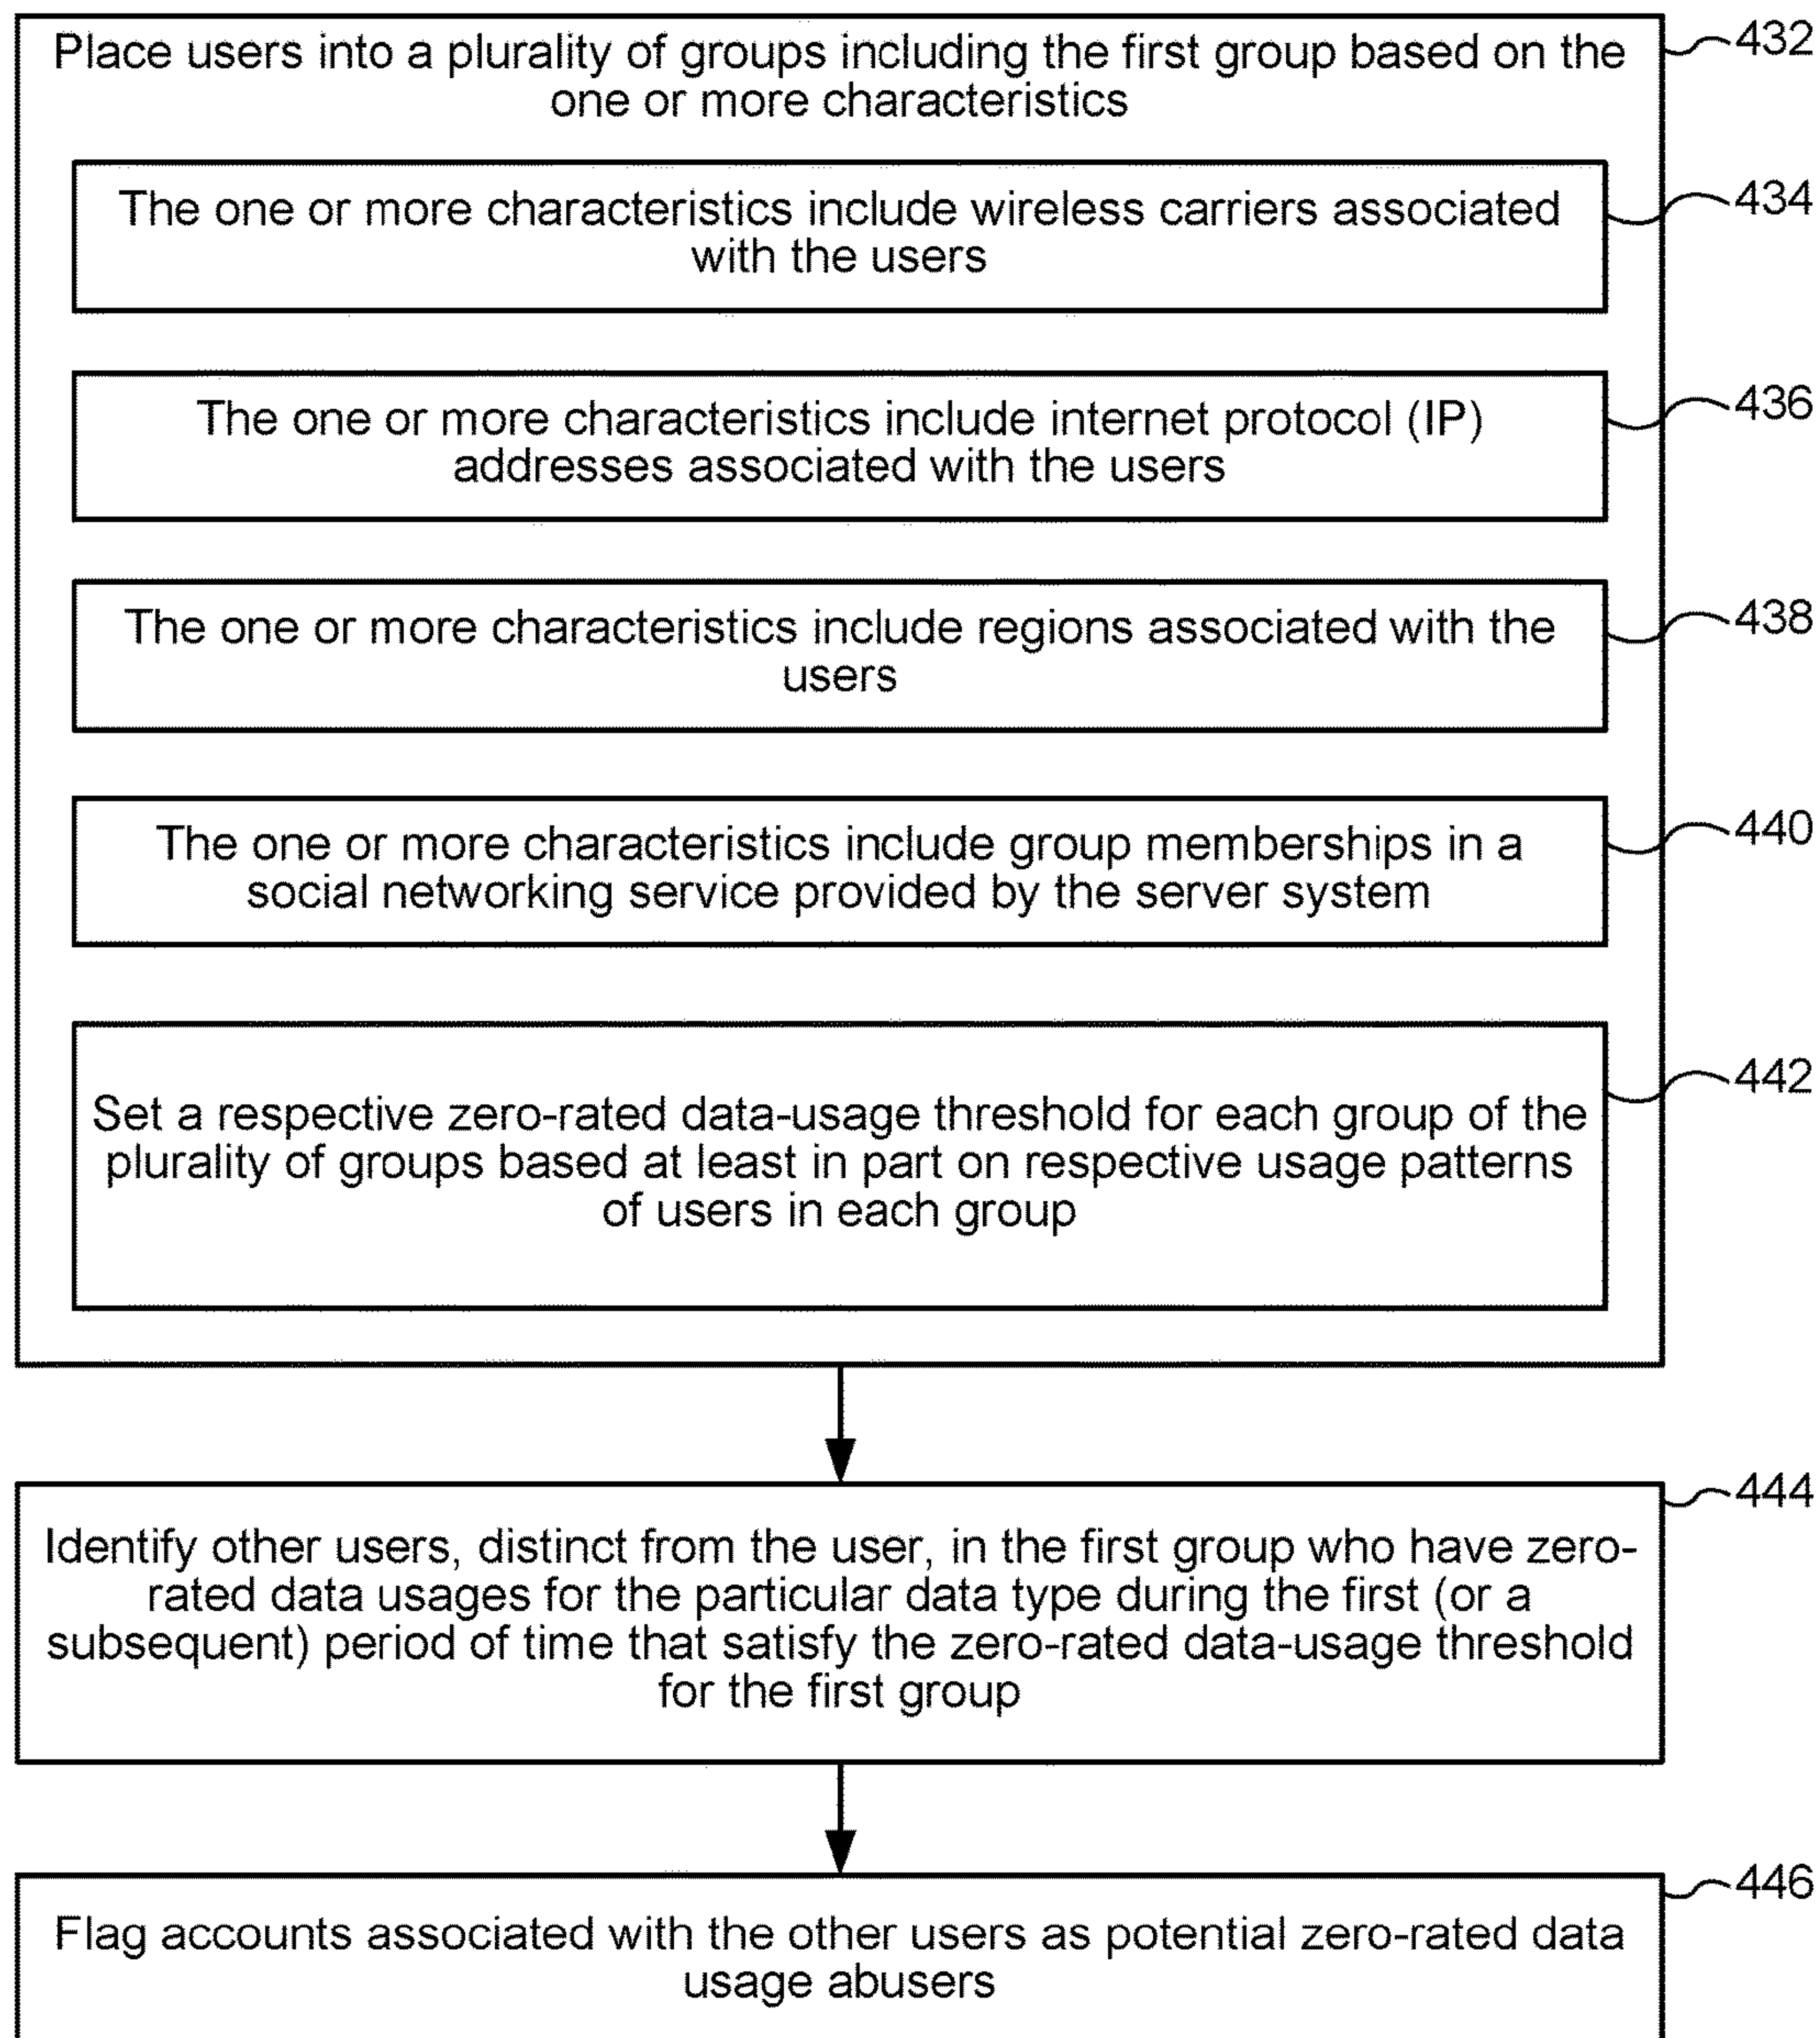 Place users into a plurality of groups including the first group based on the
one or more characteristics
432
The one or more characteristics include wireless carriers associated
with the users
434
The one or more characteristics include internet protocol (IP)
addresses associated with the users
436
The one or more characteristics include regions associated with the
users
438
The one or more characteristics include group memberships in a
social networking service provided by the server system
440
Set a respective zero-rated data-usage threshold for each group of the
plurality of groups based at least in part on respective usage patterns
of users in each group
442
Identify other users, distinct from the user, in the first group who have zero-
rated data usages for the particular data type during the first (or a
subsequent) period of time that satisfy the zero-rated data-usage threshold
for the first group
444
Flag accounts associated with the other users as potential zero-rated data
usage abusers
446